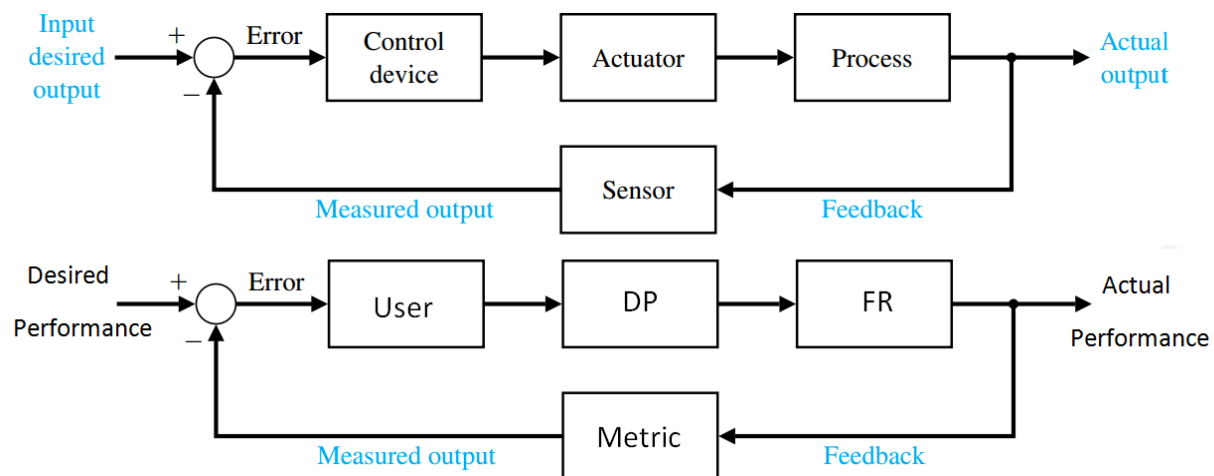 Input
desired
output
+
−
Error
Control
device
Actuator
Process
Actual
output
Sensor
Measured output
Feedback
Desired
Performance
+
−
Error
User
DP
FR
Actual
Performance
Metric
Measured output
Feedback